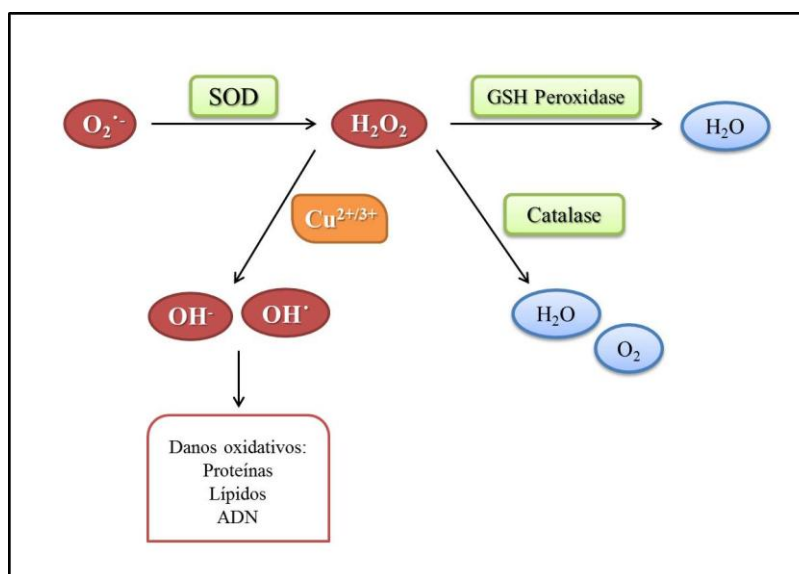 SOD
GSH Peroxidase
O₂˙⁻
H₂O₂
H₂O
Cu²⁺/³⁺
Catalase
OH⁻
OH˙
H₂O
O₂
Danos oxidativos:
Proteínas
Lípidos
ADN